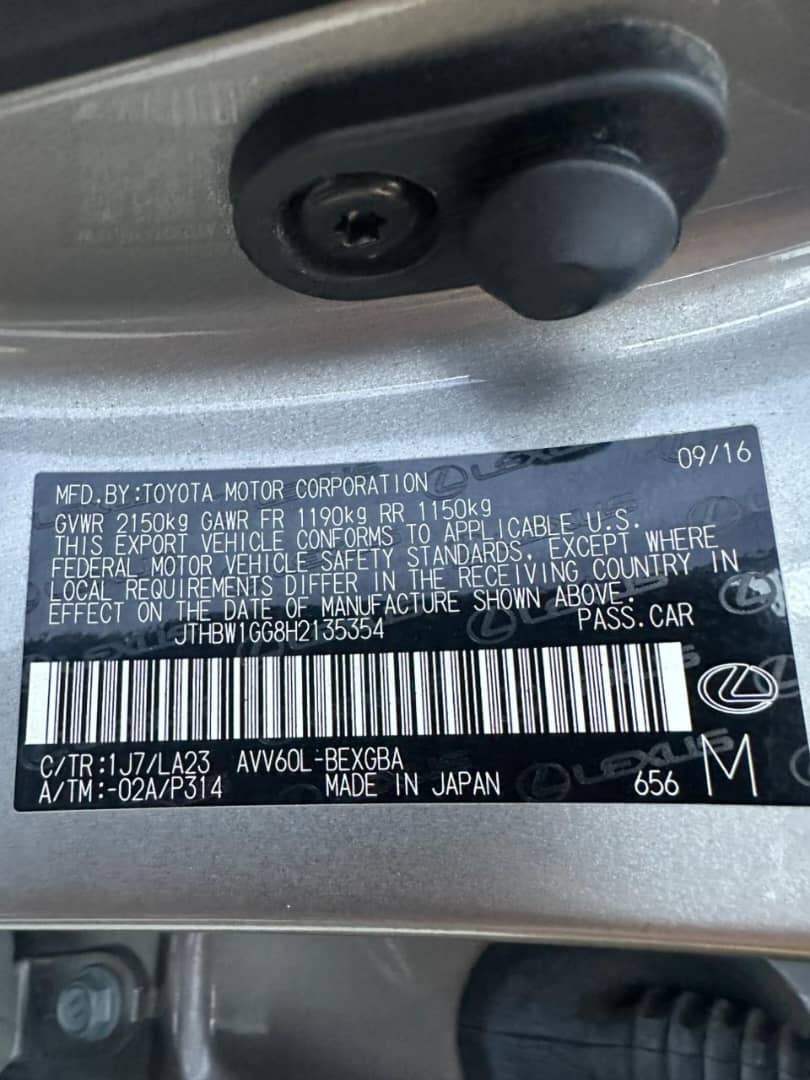 09/16
MFD.BY:TOYOTA MOTOR CORPORATION
GVWR 2150kg GAWR FR 1190kg RR 1150kg
THIS EXPORT VEHICLE CONFORMS TO APPLICABLE U.S.
FEDERAL MOTOR VEHICLE SAFETY STANDARDS, EXCEPT WHERE
LOCAL REQUIREMENTS DIFFER IN THE RECEIVING COUNTRY IN
EFFECT ON THE DATE OF MANUFACTURE SHOWN ABOVE.
JTHBW1GG8H2135354 PASS.CAR
C/TR:1J7/LA23 AVV60L-BEXGBA
A/TM:-02A/P314 MADE IN JAPAN 656 M
LEXUS